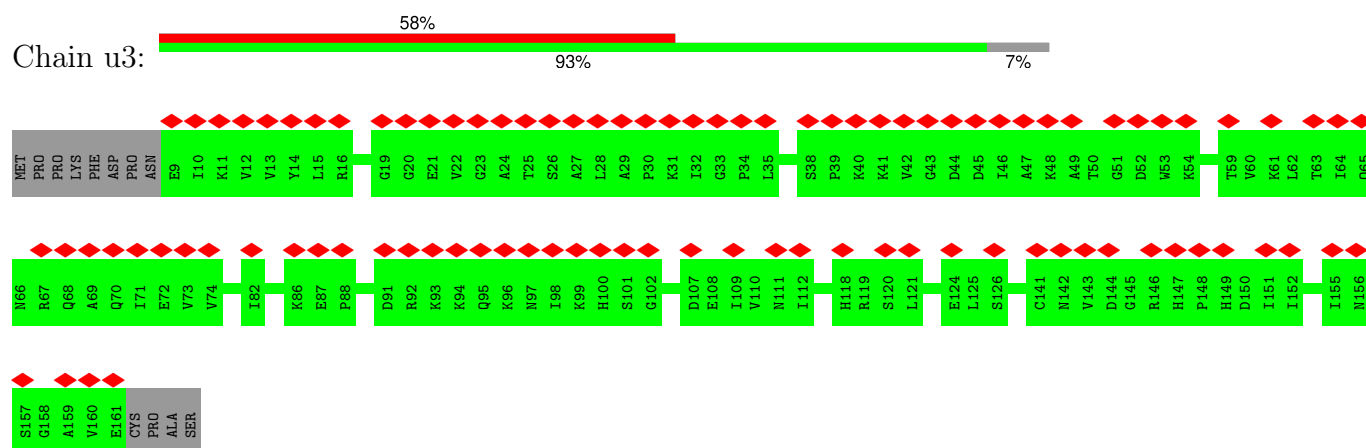 58%
Chain u3:
93% 7%
MET PRO PRO LYS PHE ASP PRO ASN E9 I10 K11 V12 V13 Y14 L15 R16 G19 G20 E21 V22 G23 A24 T25 S26 A27 L28 A29 P30 K31 I32 G33 P34 L35 S38 P39 K40 K41 V42 G43 D44 D45 I46 A47 K48 A49 T50 G51 D52 W53 K54 T59 V60 K61 L62 T63 I64 Q65
N66 R67 Q68 A69 Q70 I71 E72 V73 V74 I82 K86 E87 P88 D91 R92 K93 K94 Q95 K96 N97 I98 K99 H100 S101 G102 D107 E108 I109 V110 N111 I112 H118 R119 S120 L121 E124 L125 S126 C141 N142 V143 D144 G145 R146 H147 P148 H149 D150 I151 I152 I155 N156
S157 G158 A159 V160 E161 CYS PRO ALA SER